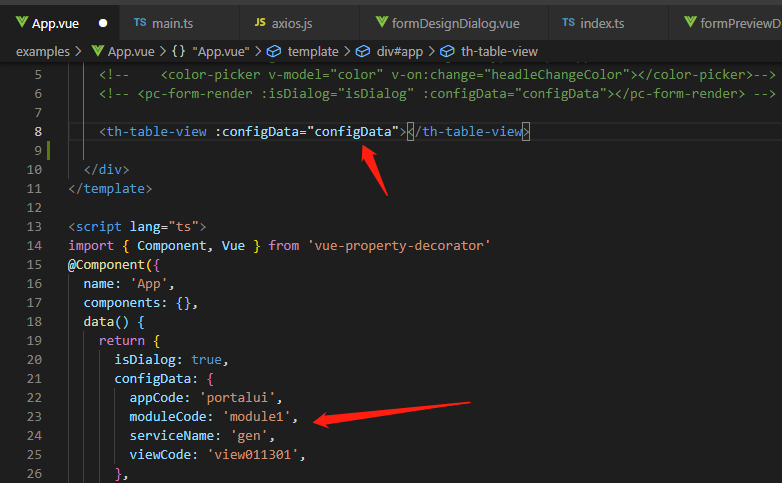 App.vue
TS main.ts
JS axios.js
formDesignDialog.vue
TS index.ts
formPreviewD
examples > App.vue > {} "App.vue" > template > div#app > th-table-view
5 <!-- <color-picker v-model="color" v-on:change="headleChangeColor"></color-picker>-->
6 <!-- <pc-form-render :isDialog="isDialog" :configData="configData"></pc-form-render> -->
7
8 <th-table-view :configData="configData"></th-table-view>
9
10 </div>
11 </template>
12
13 <script lang="ts">
14 import { Component, Vue } from 'vue-property-decorator'
15 @Component({
16 name: 'App',
17 components: {},
18 data() {
19 return {
20 isDialog: true,
21 configData: {
22 appCode: 'portalui',
23 moduleCode: 'module1',
24 serviceName: 'gen',
25 viewCode: 'view011301',
26 },